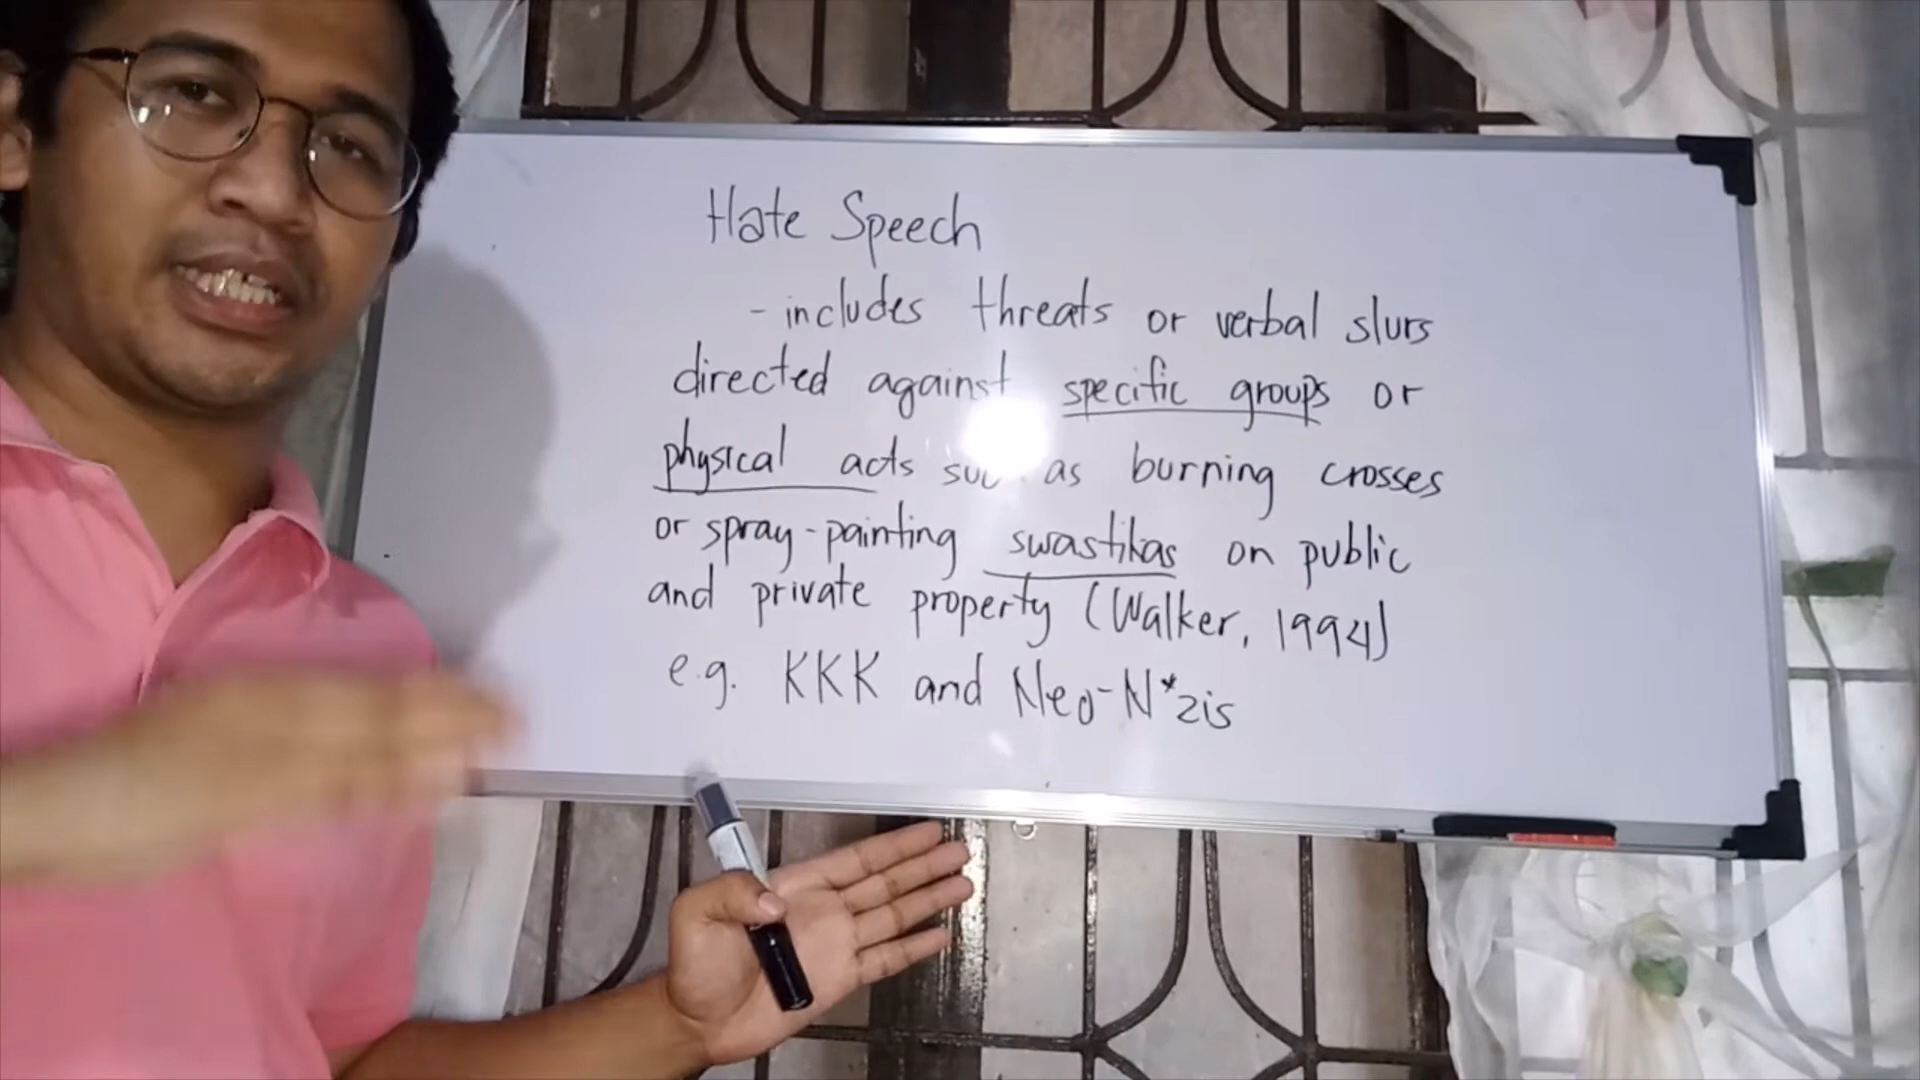 Hate Speech
- includes threats or verbal slurs
directed against specific groups or
physical acts as burning crosses
or spray-painting swastikas on public
and private property (Walker, 1994)
e.g. KKK and Neo-N*zis